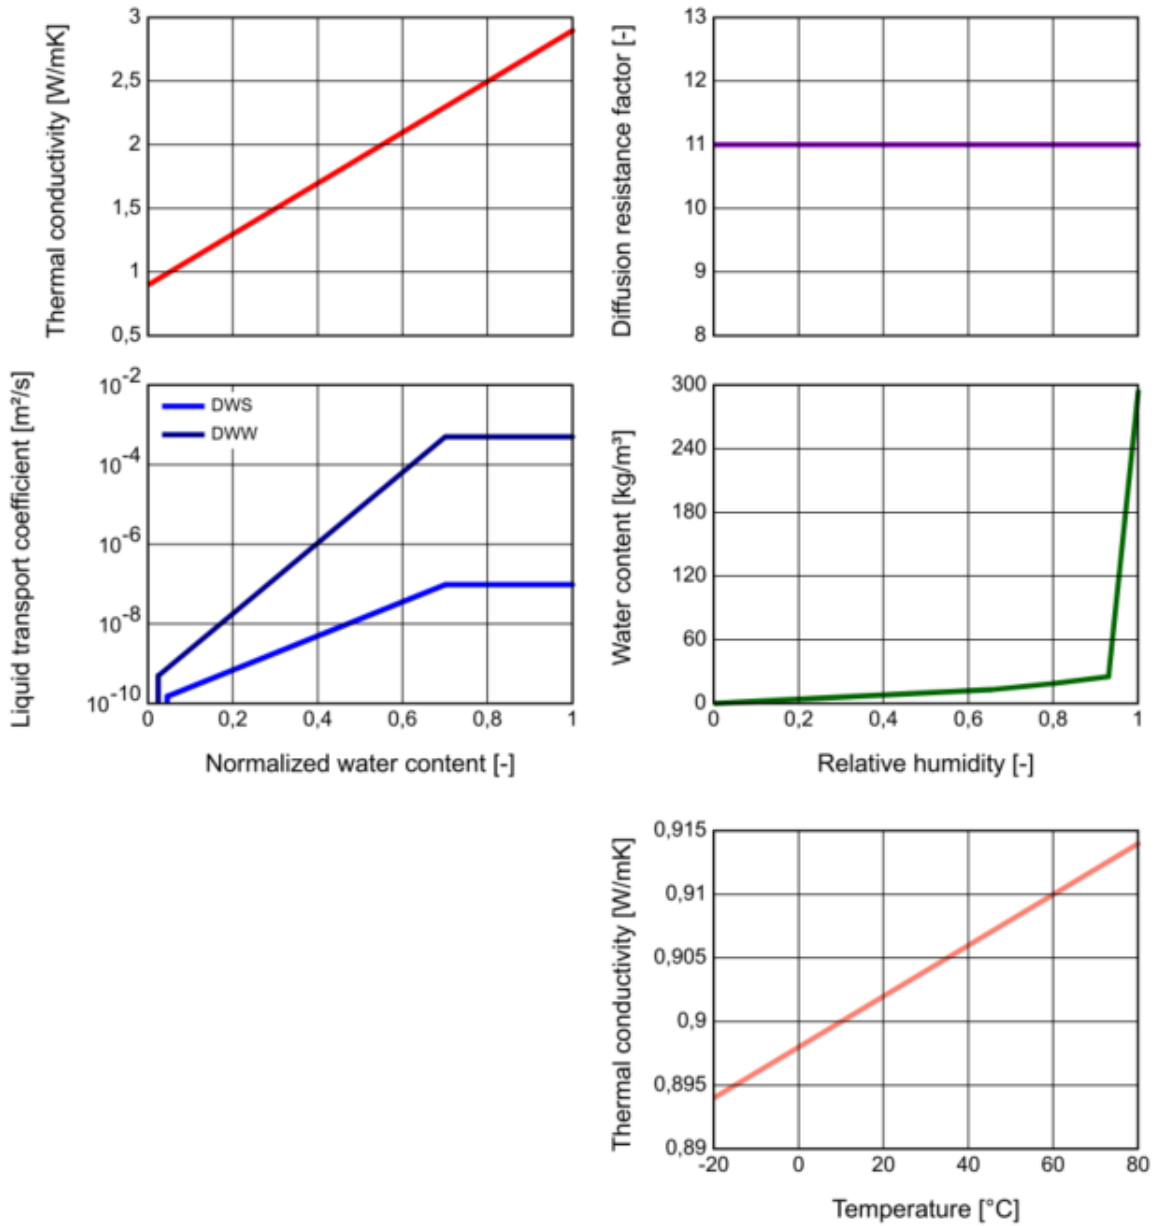 Thermal conductivity [W/mK]
3
2,5
2
1,5
1
0,5
Diffusion resistance factor [-]
13
12
11
10
9
8
Liquid transport coefficient [m²/s]
10⁻²
10⁻⁴
10⁻⁶
10⁻⁸
10⁻¹⁰
DWS
DWW
0 0,2 0,4 0,6 0,8 1
Normalized water content [-]
Water content [kg/m³]
300
240
180
120
60
0
0 0,2 0,4 0,6 0,8 1
Relative humidity [-]
Thermal conductivity [W/mK]
0,915
0,91
0,905
0,9
0,895
0,89
-20 0 20 40 60 80
Temperature [°C]